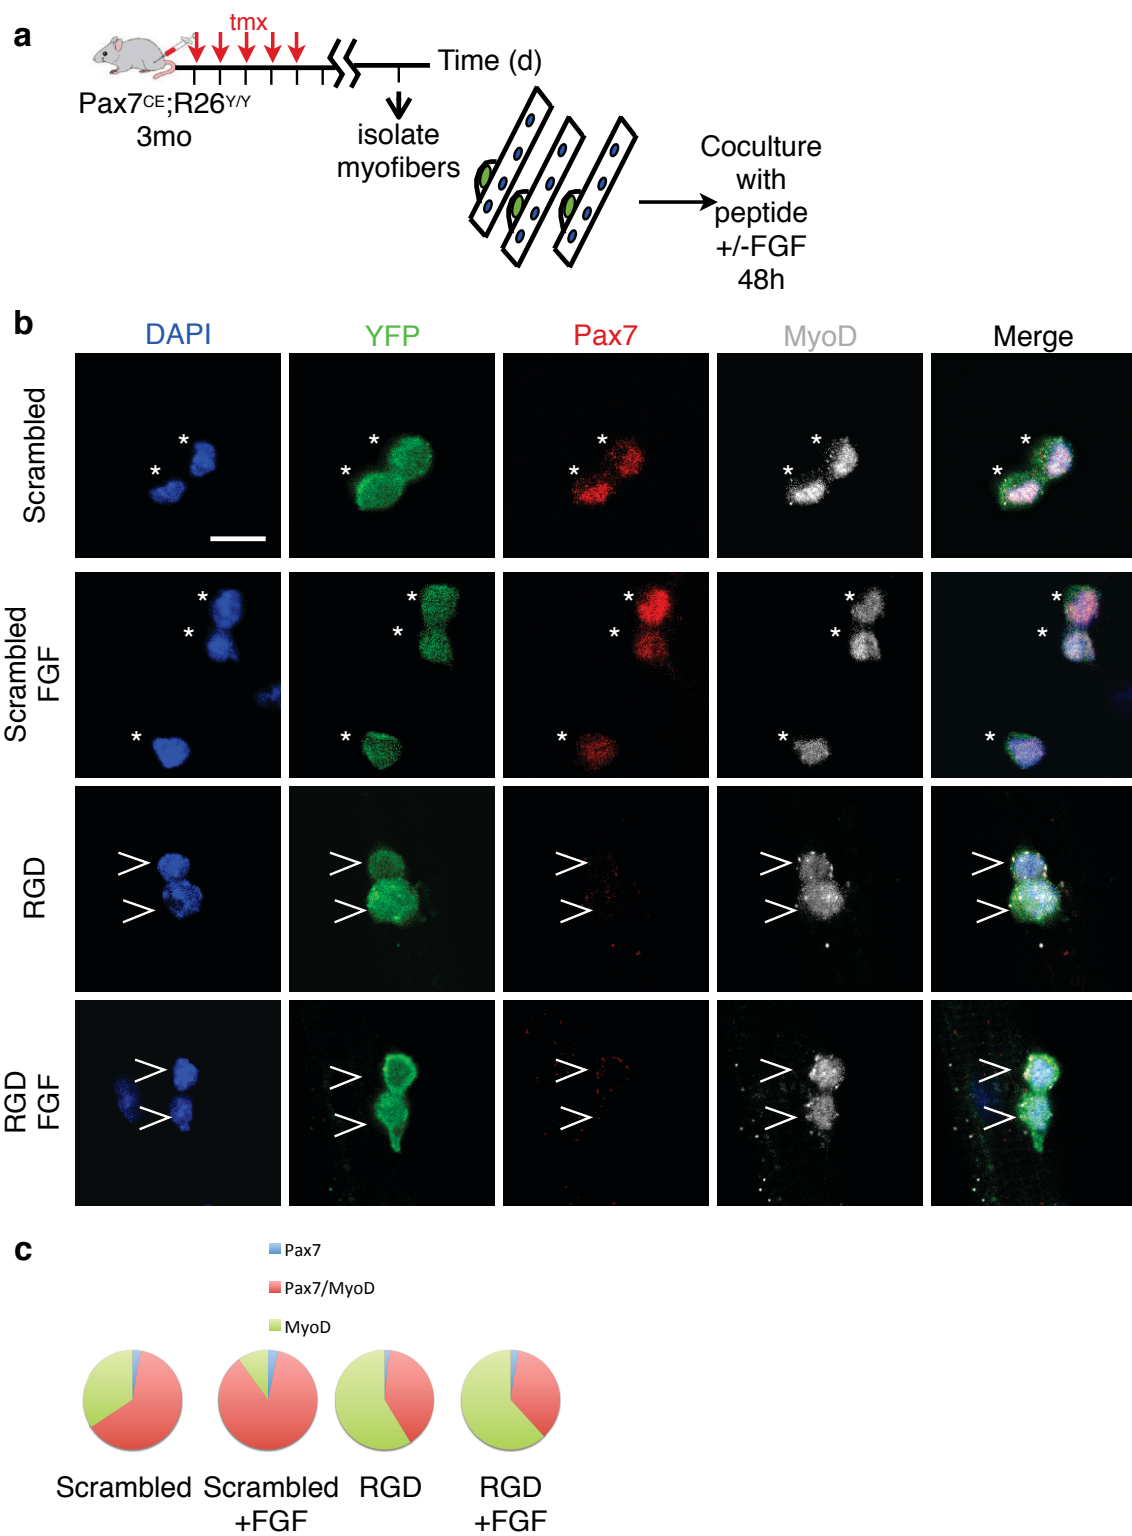 a
tmx
Time (d)
Pax7CE;R26Y/Y
3mo
isolate
myofibers
Coculture
with
peptide
+/-FGF
48h
b
DAPI YFP Pax7 MyoD Merge
Scrambled
* * * * * * * * * *
Scrambled
FGF
* * * * * * * * * * * * * * *
RGD
> > > > > > > > > >
RGD
FGF
> > > > > > > > > >
c
Pax7
Pax7/MyoD
MyoD
Scrambled Scrambled RGD RGD
+FGF +FGF